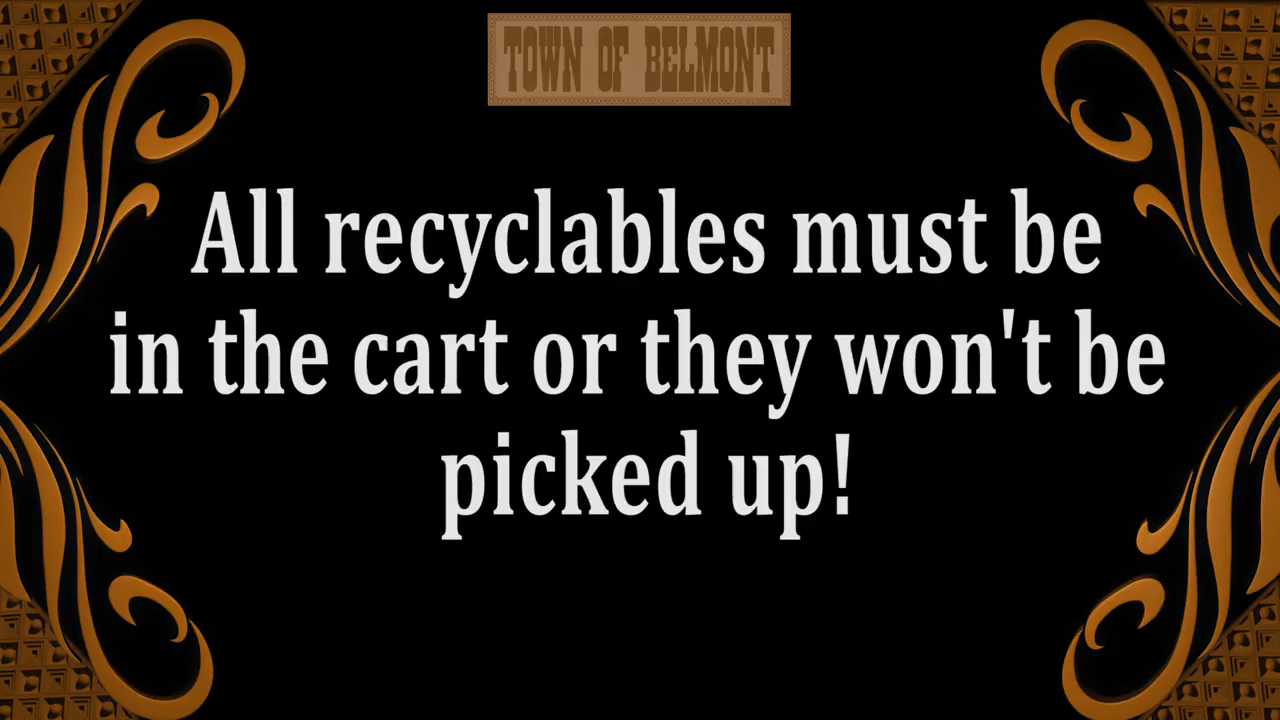 TOWN OF BELMONT
All recyclables must be
in the cart or they won't be
picked up!